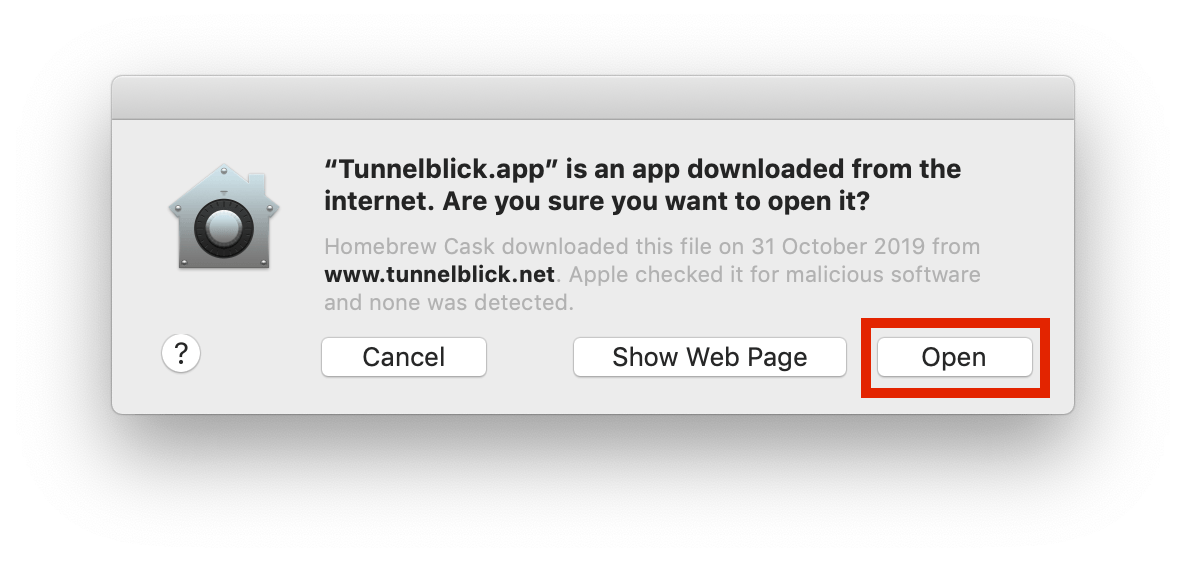 “Tunnelblick.app” is an app downloaded from the
internet. Are you sure you want to open it?
Homebrew Cask downloaded this file on 31 October 2019 from
www.tunnelblick.net. Apple checked it for malicious software
and none was detected.
?
Cancel
Show Web Page
Open